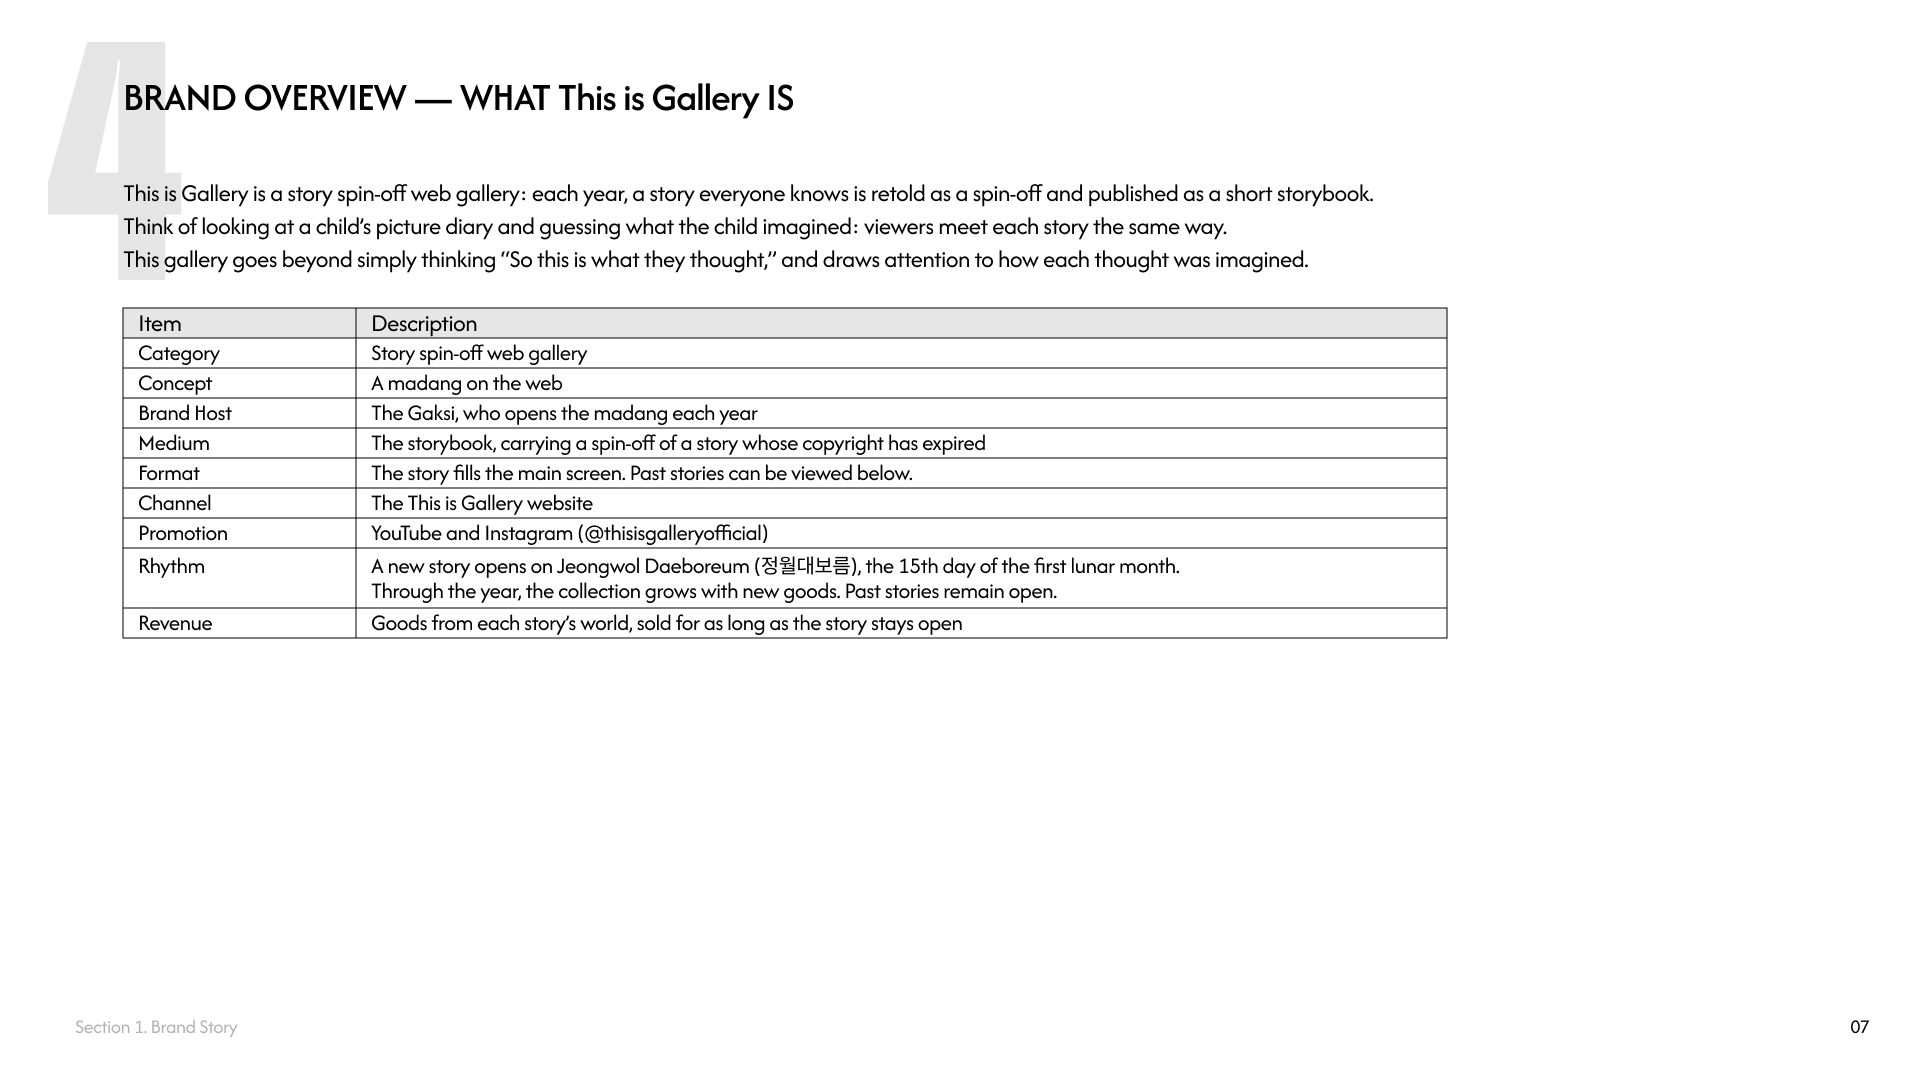 4
BRAND OVERVIEW — WHAT This is Gallery IS
This is Gallery is a story spin-off web gallery: each year, a story everyone knows is retold as a spin-off and published as a short storybook.
Think of looking at a child’s picture diary and guessing what the child imagined: viewers meet each story the same way.
This gallery goes beyond simply thinking “So this is what they thought,” and draws attention to how each thought was imagined.
Item Description
Category Story spin-off web gallery
Concept A madang on the web
Brand Host The Gaksi, who opens the madang each year
Medium The storybook, carrying a spin-off of a story whose copyright has expired
Format The story fills the main screen. Past stories can be viewed below.
Channel The This is Gallery website
Promotion YouTube and Instagram (@thisisgalleryofficial)
Rhythm A new story opens on Jeongwol Daeboreum (정월대보름), the 15th day of the first lunar month.
Through the year, the collection grows with new goods. Past stories remain open.
Revenue Goods from each story’s world, sold for as long as the story stays open
Section 1. Brand Story
07